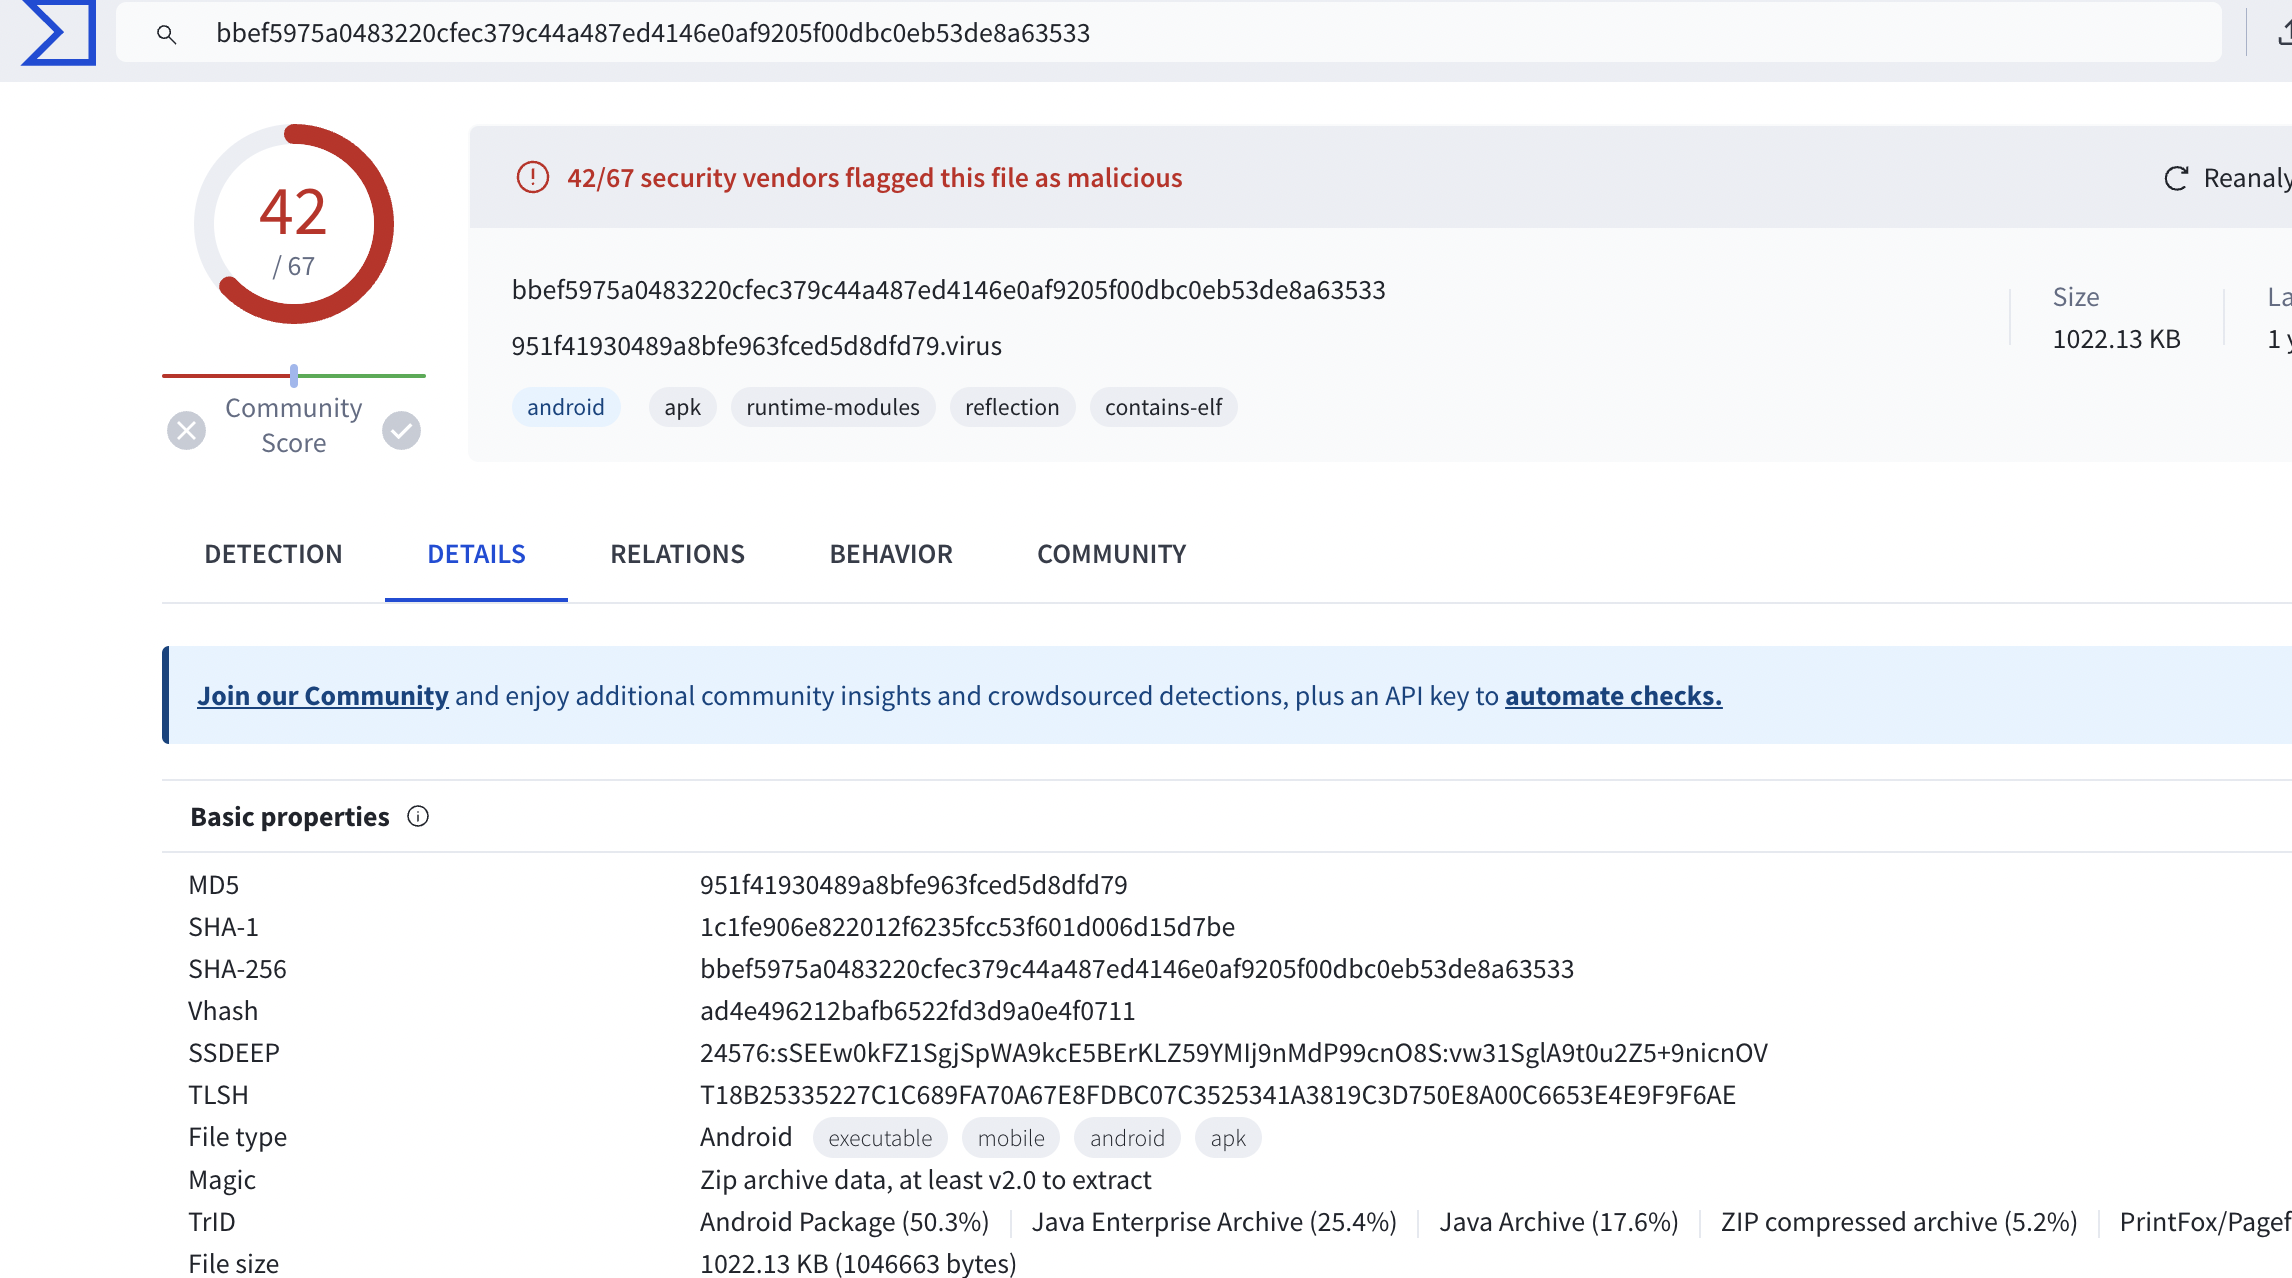 bbef5975a0483220cfec379c44a487ed4146e0af9205f00dbc0eb53de8a63533
42
/ 67
42/67 security vendors flagged this file as malicious
bbef5975a0483220cfec379c44a487ed4146e0af9205f00dbc0eb53de8a63533
951f41930489a8bfe963fced5d8dfd79.virus
android apk runtime-modules reflection contains-elf
Size
1022.13 KB
1
Community
Score
DETECTION DETAILS RELATIONS BEHAVIOR COMMUNITY
Join our Community and enjoy additional community insights and crowdsourced detections, plus an API key to automate checks.
Basic properties
MD5 951f41930489a8bfe963fced5d8dfd79
SHA-1 1c1fe906e822012f6235fcc53f601d006d15d7be
SHA-256 bbef5975a0483220cfec379c44a487ed4146e0af9205f00dbc0eb53de8a63533
Vhash ad4e496212bafb6522fd3d9a0e4f0711
SSDEEP 24576:sSEEw0kFZ1SgjSpWA9kcE5BErKLZ59YMIj9nMdP99cnO8S:vw31SglA9t0u2Z5+9nicnOV
TLSH T18B25335227C1C689FA70A67E8FDBC07C3525341A3819C3D750E8A00C6653E4E9F9F6AE
File type Android executable mobile android apk
Magic Zip archive data, at least v2.0 to extract
TrID Android Package (50.3%) Java Enterprise Archive (25.4%) Java Archive (17.6%) ZIP compressed archive (5.2%)
File size 1022.13 KB (1046663 bytes)